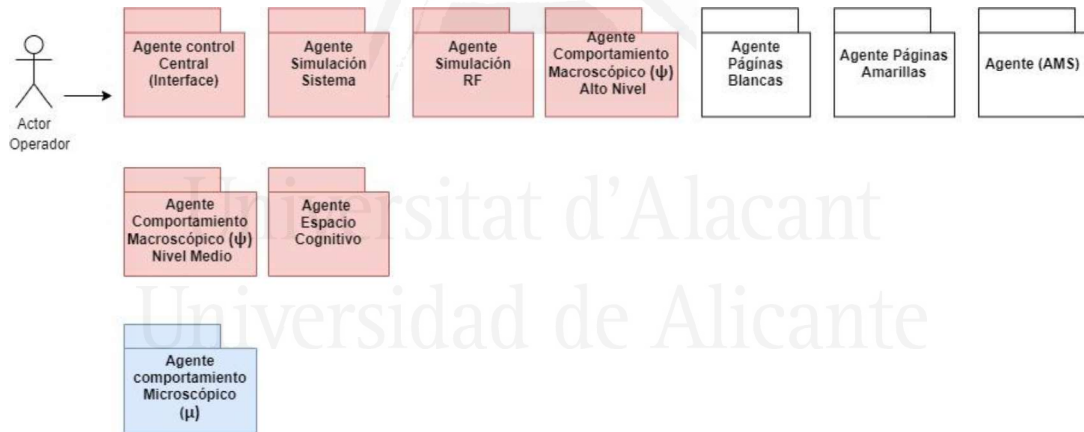 Actor
Operador
Agente control
Central
(Interface)
Agente
Simulación
Sistema
Agente
Simulación
RF
Agente
Comportamiento
Macroscópico (ψ)
Alto Nivel
Agente
Págínas
Blancas
Agente Páginas
Amarillas
Agente (AMS)
Agente
Comportamiento
Macroscópico (ψ)
Nivel Medio
Agente
Espacio
Cognitivo
Agente
comportamiento
Microscópico
(μ)
Universitat d'Alacant
Universidad de Alicante